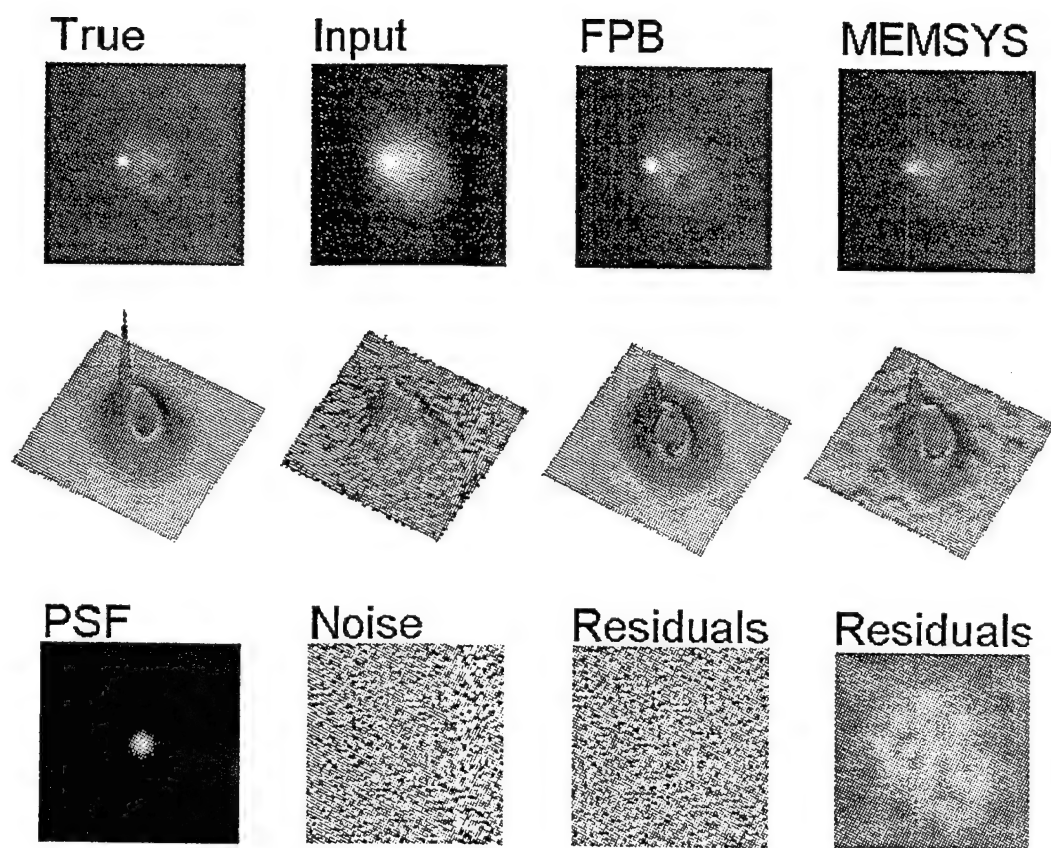 True
Input
FPB
MEMSYS
PSF
Noise
Residuals
Residuals